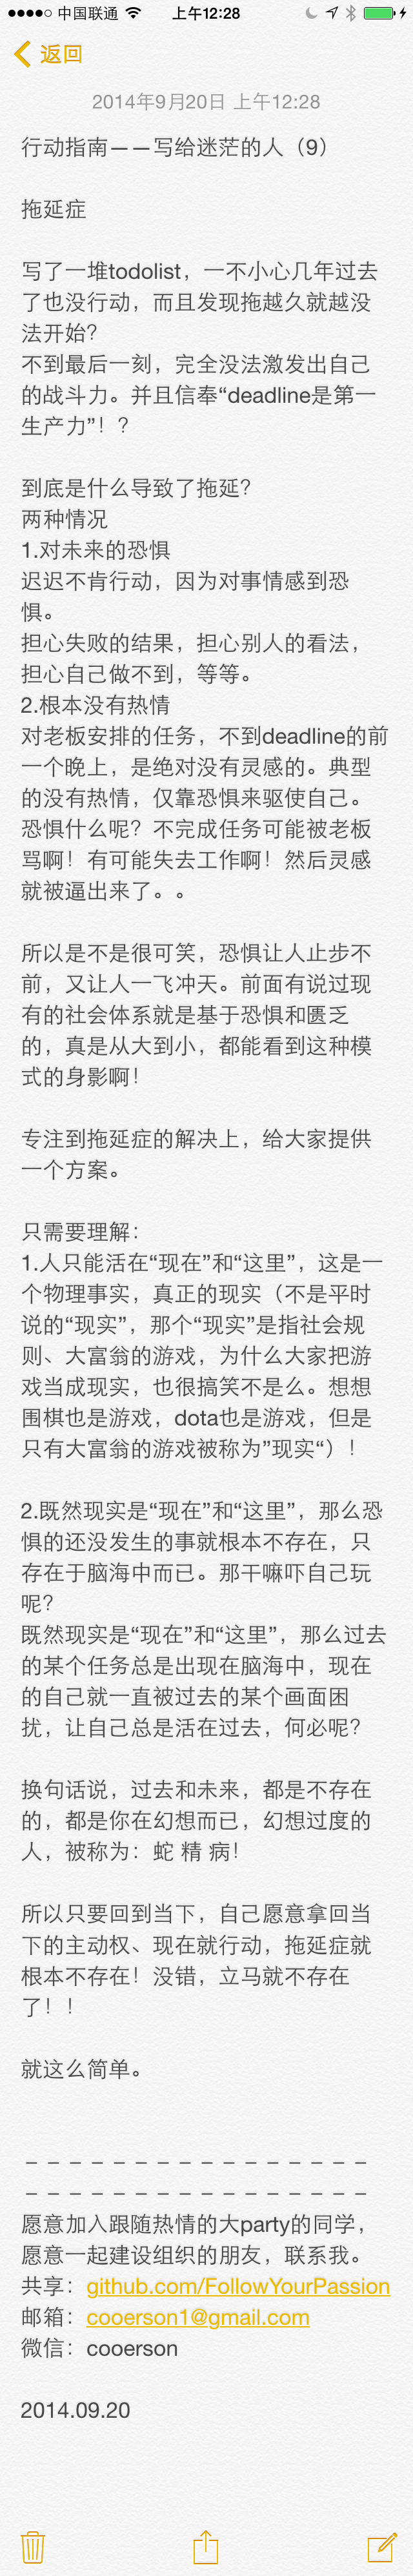 中国联通 上午12:28
返回
2014年9月20日 上午12:28
行动指南——写给迷茫的人（9）
拖延症
写了一堆todolist，一不小心几年过去
了也没行动，而且发现拖越久就越没
法开始？
不到最后一刻，完全没法激发出自己
的战斗力。并且信奉“deadline是第一
生产力”！？
到底是什么导致了拖延？
两种情况
1.对未来的恐惧
迟迟不肯行动，因为对事情感到恐
惧。
担心失败的结果，担心别人的看法，
担心自己做不到，等等。
2.根本没有热情
对老板安排的任务，不到deadline的前
一个晚上，是绝对没有灵感的。典型
的没有热情，仅靠恐惧来驱使自己。
恐惧什么呢？不完成任务可能被老板
骂啊！有可能失去工作啊！然后灵感
就被逼出来了。。
所以是不是很可笑，恐惧让人止步不
前，又让人一飞冲天。前面有说过现
有的社会体系就是基于恐惧和匮乏
的，真是从大到小，都能看到这种模
式的身影啊！
专注到拖延症的解决上，给大家提供
一个方案。
只需要理解：
1.人只能活在“现在”和“这里”，这是一
个物理事实，真正的现实（不是平时
说的“现实”，那个“现实”是指社会规
则、大富翁的游戏，为什么大家把游
戏当成现实，也很搞笑不是么。想想
围棋也是游戏，dota也是游戏，但是
只有大富翁的游戏被称为”现实“）！
2.既然现实是“现在”和“这里”，那么恐
惧的还没发生的事就根本不存在，只
存在于脑海中而已。那干嘛吓自己玩
呢？
既然现实是“现在”和“这里”，那么过去
的某个任务总是出现在脑海中，现在
的自己就一直被过去的某个画面困
扰，让自己总是活在过去，何必呢？
换句话说，过去和未来，都是不存在
的，都是你在幻想而已，幻想过度的
人，被称为：蛇 精 病！
所以只要回到当下，自己愿意拿回当
下的主动权、现在就行动，拖延症就
根本不存在！没错，立马就不存在
了！！
就这么简单。
－－－－－－－－－－－－－－－－
－－－－－－－－－－－－－－－－
愿意加入跟随热情的大party的同学，
愿意一起建设组织的朋友，联系我。
共享：github.com/FollowYourPassion
邮箱：cooerson1@gmail.com
微信：cooerson
2014.09.20